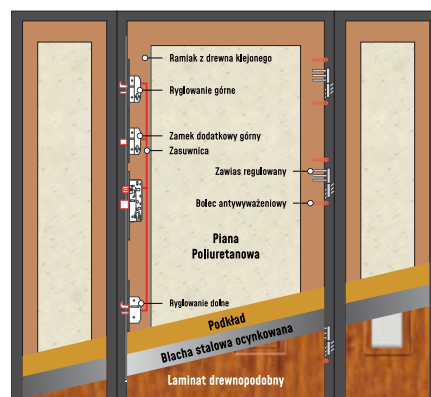 Ramiak z drewna klejonego
Ryglowanie górne
Zamek dodatkowy górny
Zasuwnica
Zawias regulowany
Bolec antywyważeniowy
Piana
Poliuretanowa
Ryglowanie dolne
Podkład
Blacha stalowa ocynkowana
Laminat drewnopodobny